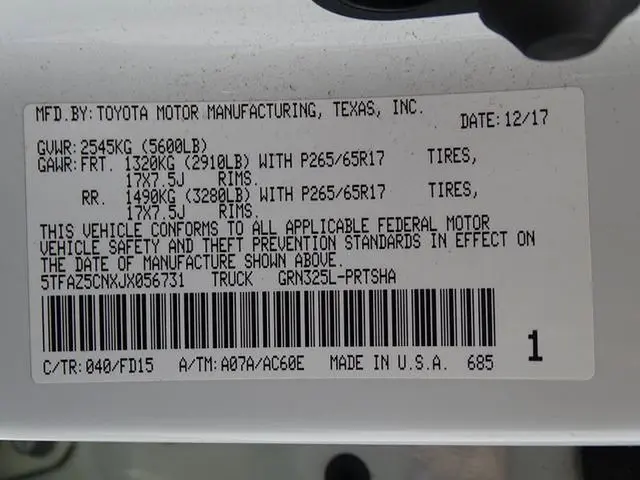 MFD.BY: TOYOTA MOTOR MANUFACTURING, TEXAS, INC.
DATE: 12/17
GVWR: 2545KG (5600LB)
GAWR: FRT. 1320KG (2910LB) WITH P265/65R17 TIRES,
17X7.5J RIMS.
RR. 1490KG (3280LB) WITH P265/65R17 TIRES,
17X7.5J RIMS.
THIS VEHICLE CONFORMS TO ALL APPLICABLE FEDERAL MOTOR
VEHICLE SAFETY AND THEFT PREVENTION STANDARDS IN EFFECT ON
THE DATE OF MANUFACTURE SHOWN ABOVE.
5TFAZ5CNXJX056731 TRUCK GRN325L-PRTSHA
1
C/TR: 040/FD15 A/TM: A07A/AC60E MADE IN U.S.A. 685